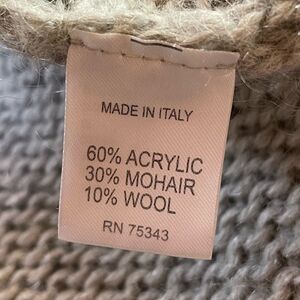 MADE IN ITALY
60% ACRYLIC
30% MOHAIR
10% WOOL
RN 75343